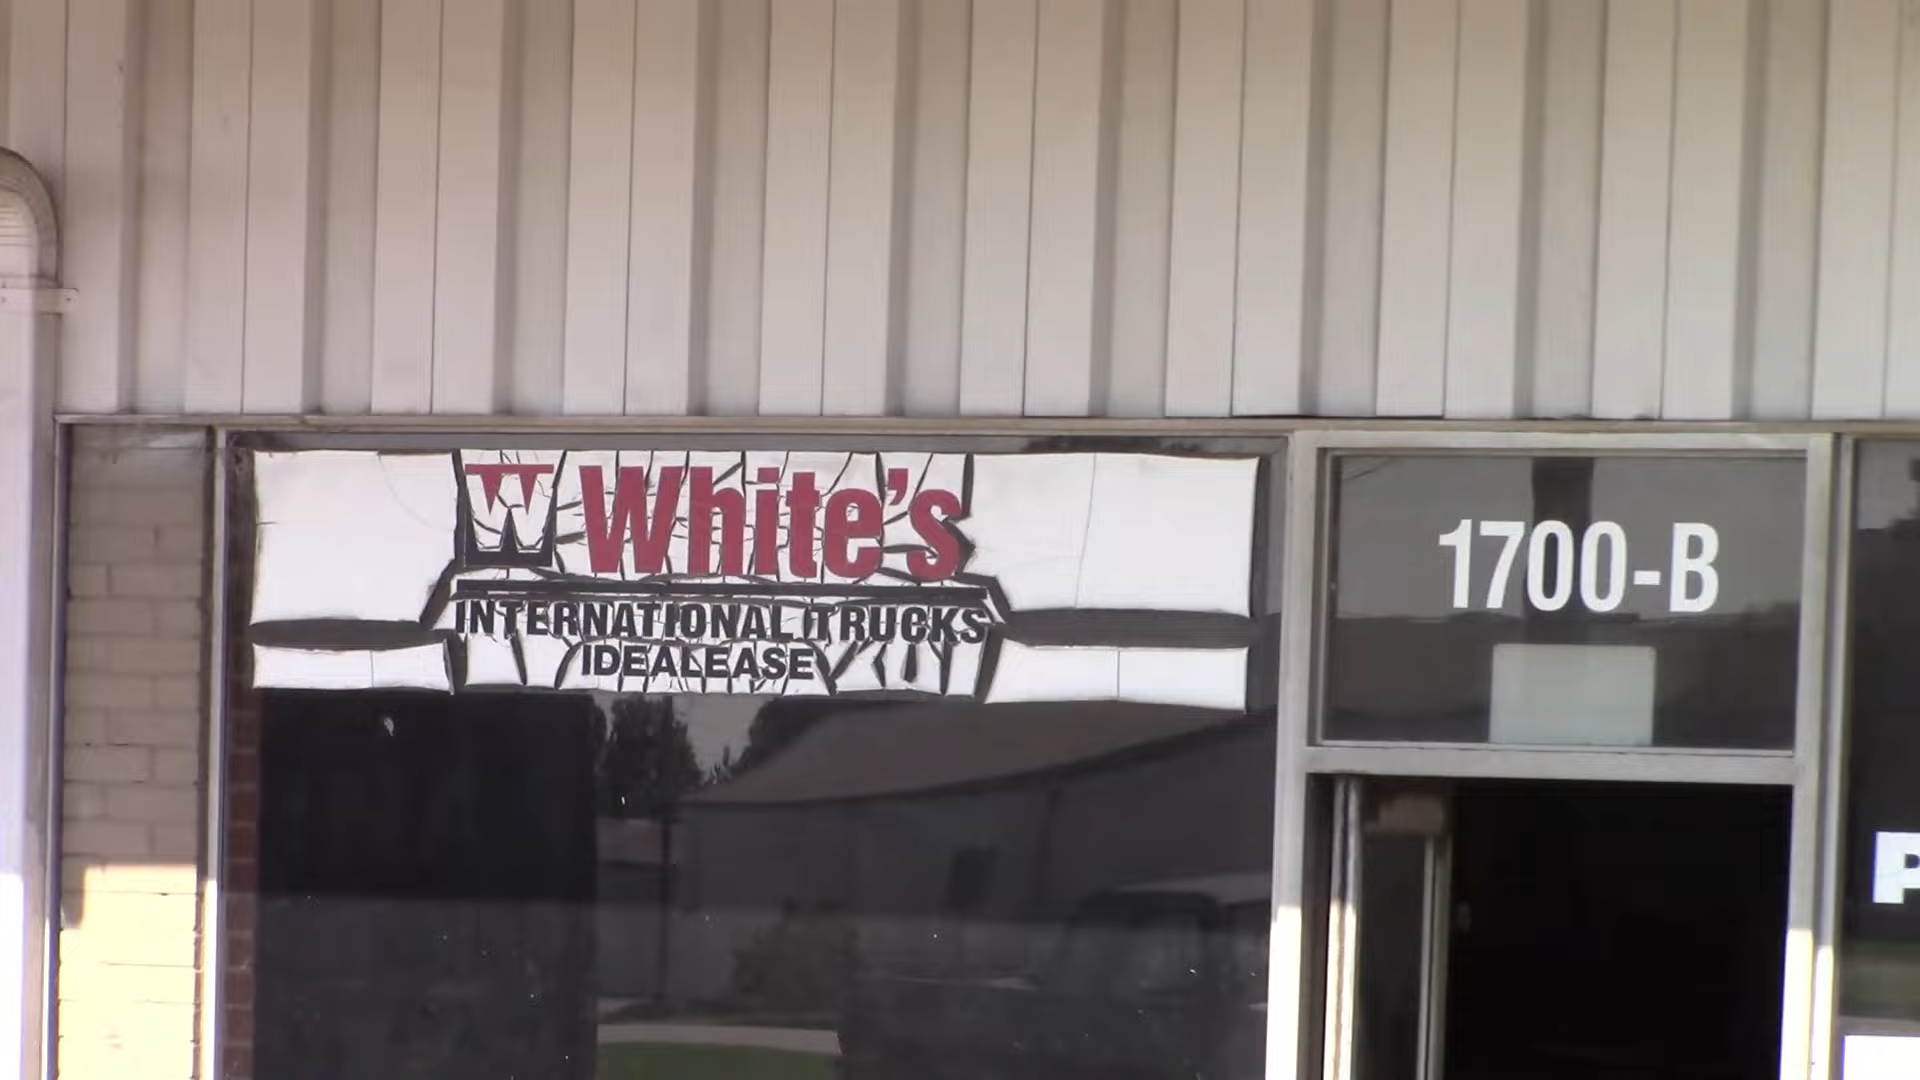 W White's
INTERNATIONAL TRUCKS
IDEALEASE
1700-B
P